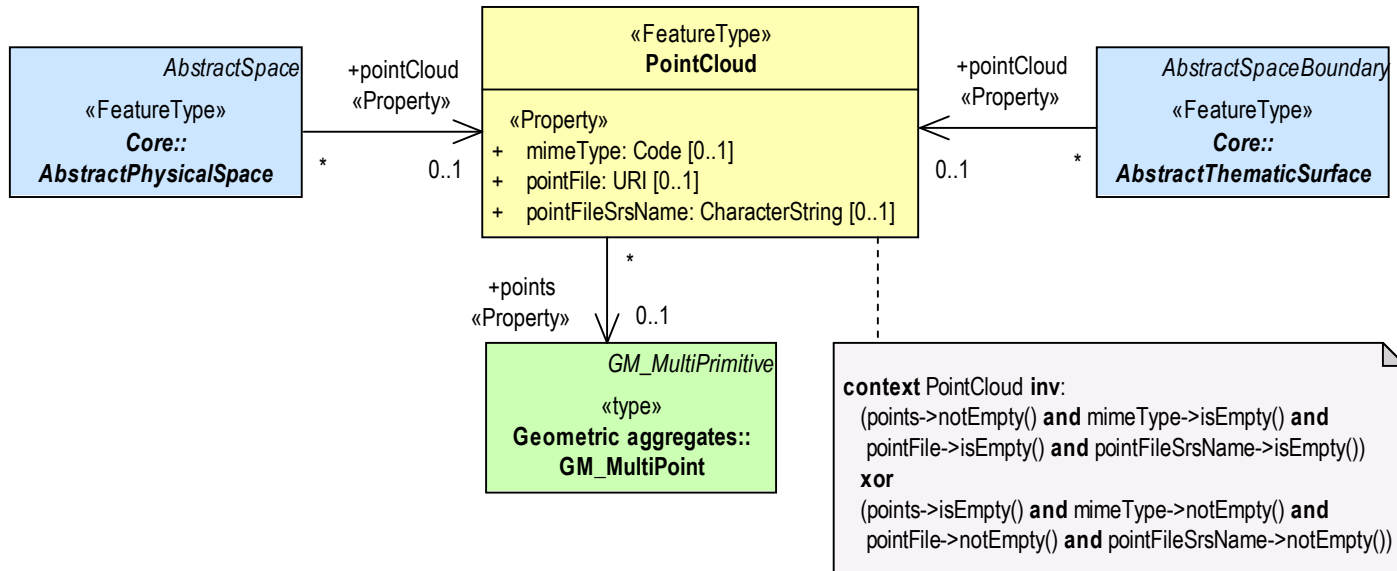 AbstractSpace
«FeatureType»
Core::
AbstractPhysicalSpace
+pointCloud
«Property»
*
0..1
«FeatureType»
PointCloud
«Property»
+ mimeType: Code [0..1]
+ pointFile: URI [0..1]
+ pointFileSrsName: CharacterString [0..1]
+pointCloud
«Property»
0..1
*
AbstractSpaceBoundary
«FeatureType»
Core::
AbstractThematicSurface
*
+points
«Property»
0..1
GM_MultiPrimitive
«type»
Geometric aggregates::
GM_MultiPoint
context PointCloud inv:
(points->notEmpty() and mimeType->isEmpty() and
pointFile->isEmpty() and pointFileSrsName->isEmpty())
xor
(points->isEmpty() and mimeType->notEmpty() and
pointFile->notEmpty() and pointFileSrsName->notEmpty())